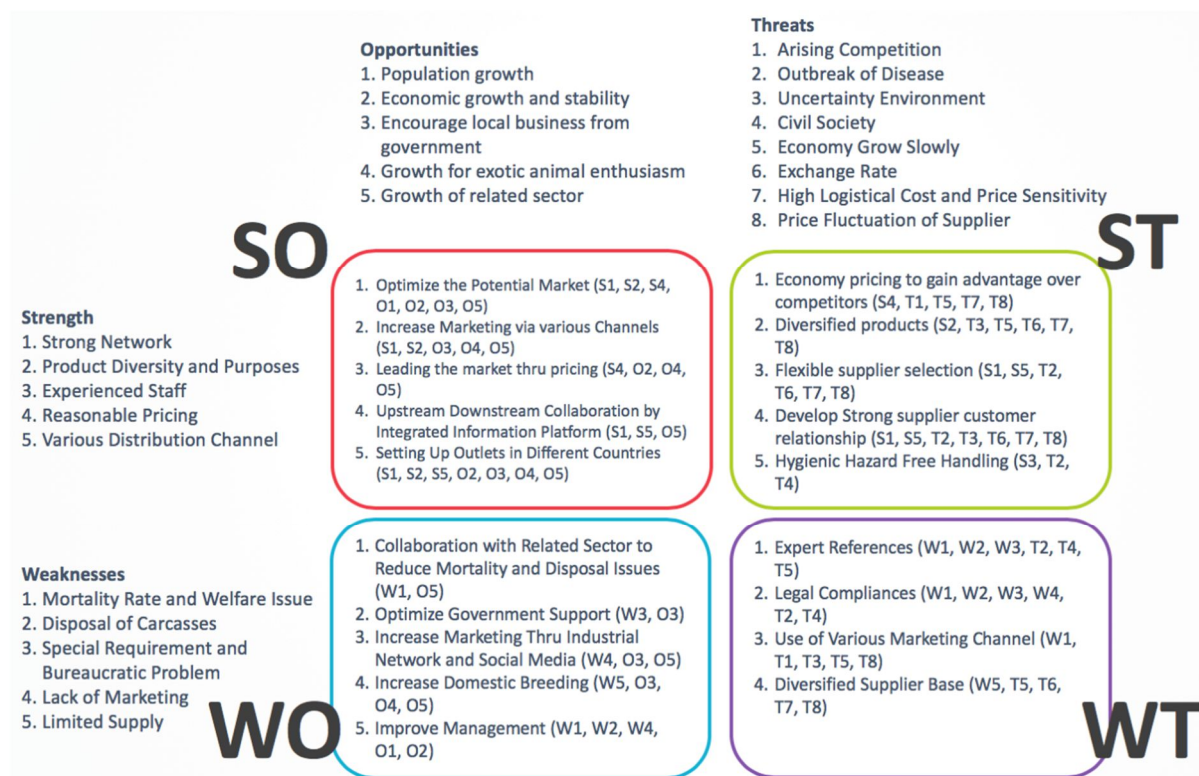 Opportunities
1. Population growth
2. Economic growth and stability
3. Encourage local business from
government
4. Growth for exotic animal enthusiasm
5. Growth of related sector
Threats
1. Arising Competition
2. Outbreak of Disease
3. Uncertainty Environment
4. Civil Society
5. Economy Grow Slowly
6. Exchange Rate
7. High Logistical Cost and Price Sensitivity
8. Price Fluctuation of Supplier
SO
ST
Strength
1. Strong Network
2. Product Diversity and Purposes
3. Experienced Staff
4. Reasonable Pricing
5. Various Distribution Channel
1. Optimize the Potential Market (S1, S2, S4,
O1, O2, O3, O5)
2. Increase Marketing via various Channels
(S1, S2, O3, O4, O5)
3. Leading the market thru pricing (S4, O2, O4,
O5)
4. Upstream Downstream Collaboration by
Integrated Information Platform (S1, S5, O5)
5. Setting Up Outlets in Different Countries
(S1, S2, S5, O2, O3, O4, O5)
1. Economy pricing to gain advantage over
competitors (S4, T1, T5, T7, T8)
2. Diversified products (S2, T3, T5, T6, T7,
T8)
3. Flexible supplier selection (S1, S5, T2,
T6, T7, T8)
4. Develop Strong supplier customer
relationship (S1, S5, T2, T3, T6, T7, T8)
5. Hygienic Hazard Free Handling (S3, T2,
T4)
Weaknesses
1. Mortality Rate and Welfare Issue
2. Disposal of Carcasses
3. Special Requirement and
Bureaucratic Problem
4. Lack of Marketing
5. Limited Supply
WO
1. Collaboration with Related Sector to
Reduce Mortality and Disposal Issues
(W1, O5)
2. Optimize Government Support (W3, O3)
3. Increase Marketing Thru Industrial
Network and Social Media (W4, O3, O5)
4. Increase Domestic Breeding (W5, O3,
O4, O5)
5. Improve Management (W1, W2, W4,
O1, O2)
1. Expert References (W1, W2, W3, T2, T4,
T5)
2. Legal Compliances (W1, W2, W3, W4,
T2, T4)
3. Use of Various Marketing Channel (W1,
T1, T3, T5, T8)
4. Diversified Supplier Base (W5, T5, T6,
T7, T8)
WT